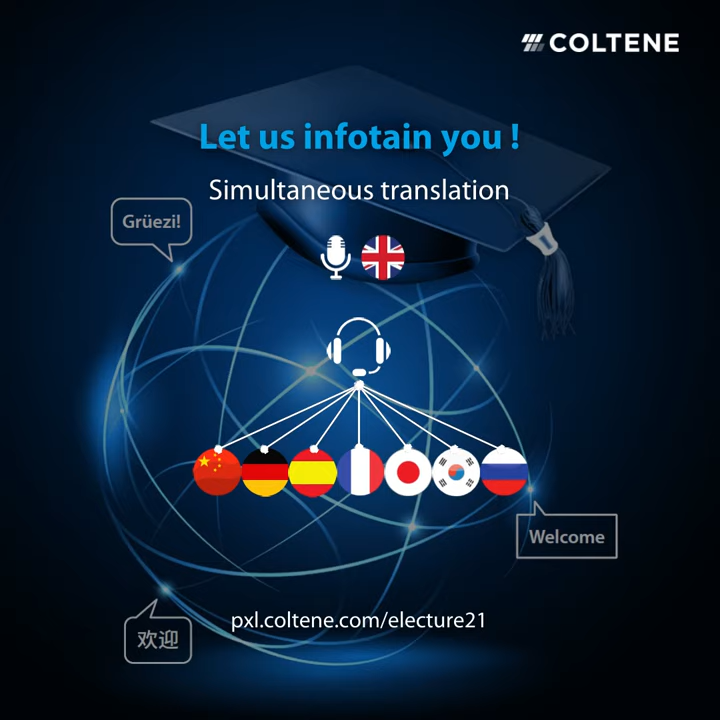 COLTENE
Let us infotain you !
Simultaneous translation
Grüezi!
Welcome
pxl.coltene.com/electure21
欢迎